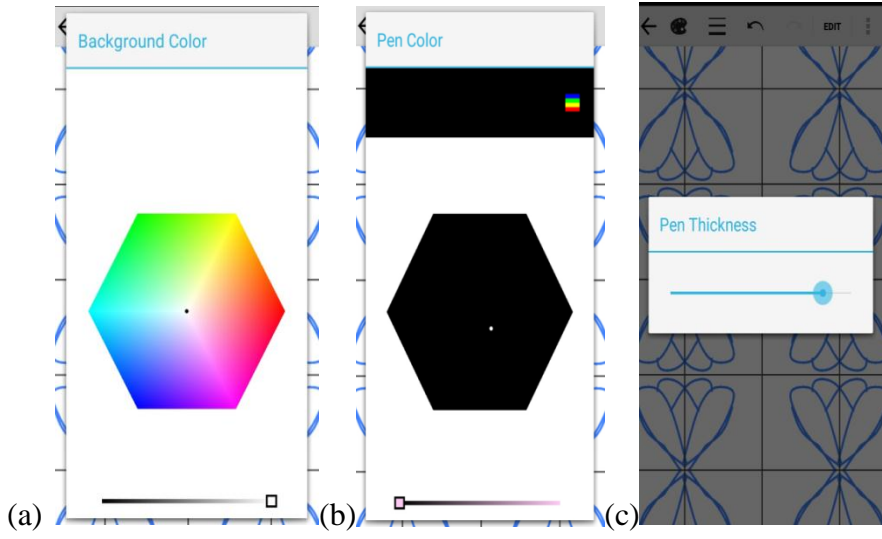 Background Color
Pen Color
EDIT
Pen Thickness
(a)
(b)
(c)